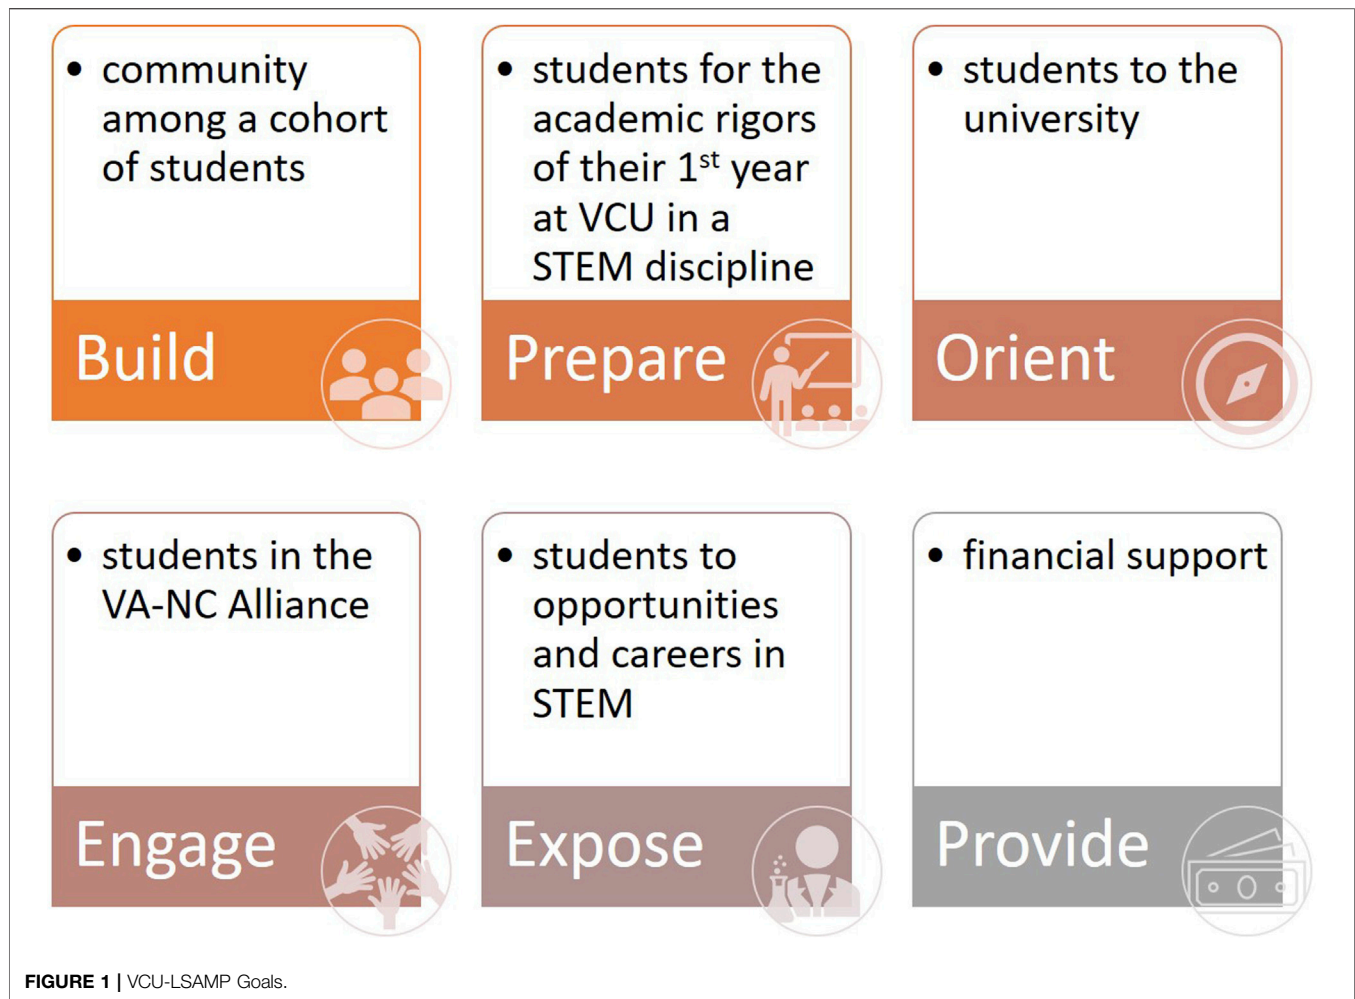 • community
among a cohort
of students
Build
• students for the
academic rigors
of their 1st year
at VCU in a
STEM discipline
Prepare
• students to the
university
Orient
• students in the
VA-NC Alliance
Engage
• students to
opportunities
and careers in
STEM
Expose
• financial support
Provide
FIGURE 1 | VCU-LSAMP Goals.